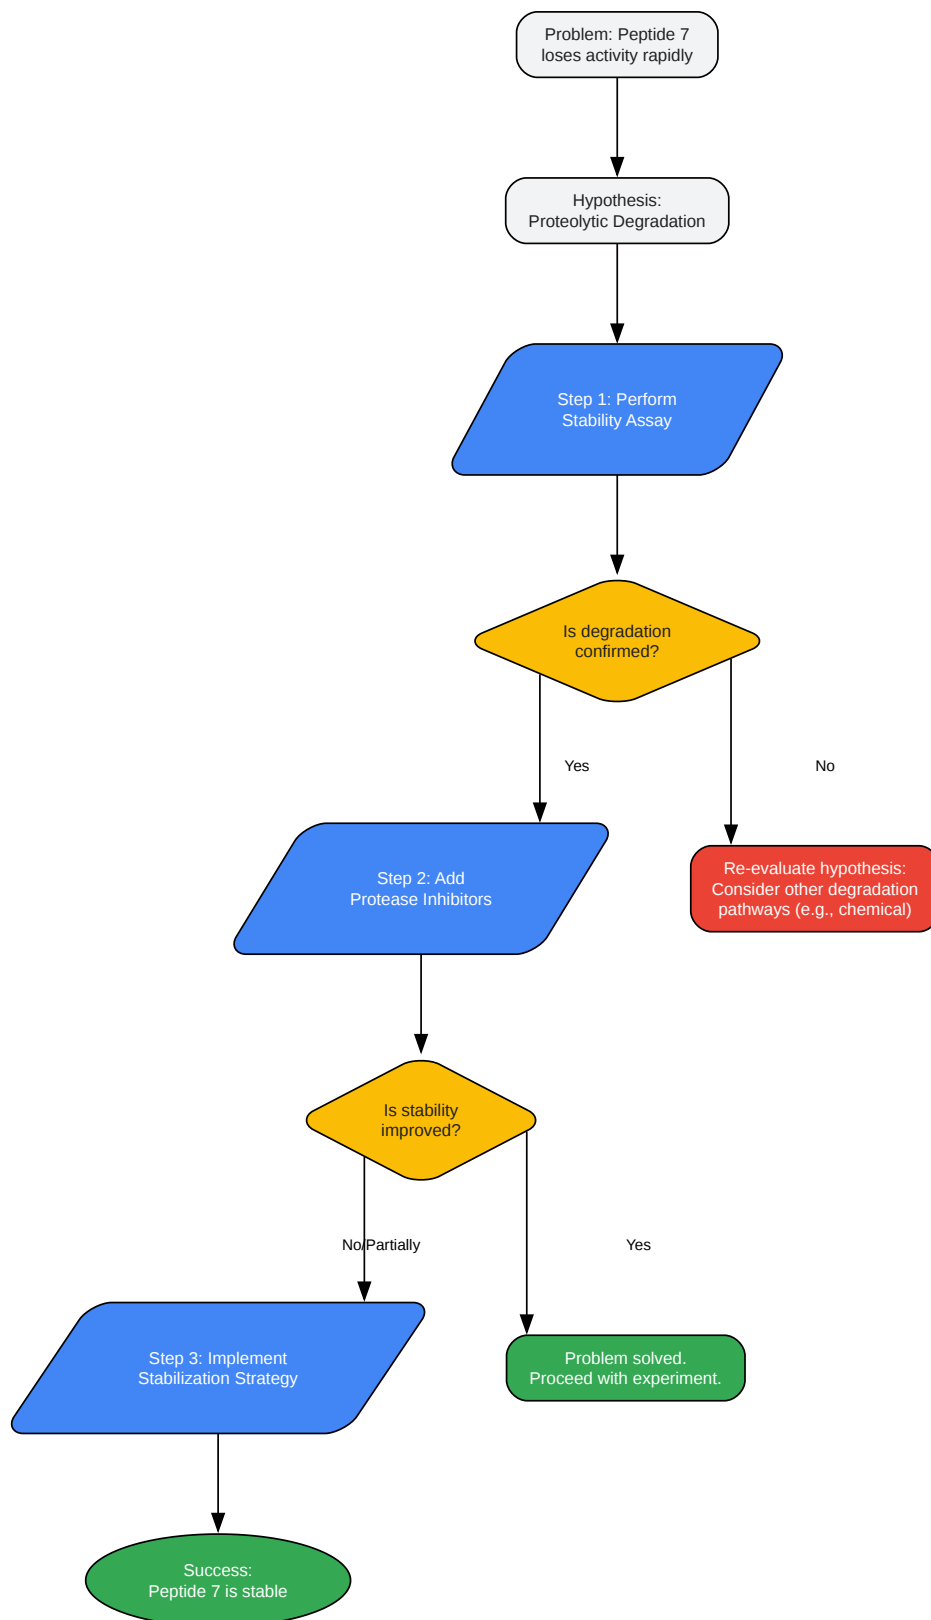 Problem: Peptide 7
loses activity rapidly
Hypothesis:
Proteolytic Degradation
Step 1: Perform
Stability Assay
Is degradation
confirmed?
Yes
No
Step 2: Add
Protease Inhibitors
Re-evaluate hypothesis:
Consider other degradation
pathways (e.g., chemical)
Is stability
improved?
No/Partially
Yes
Step 3: Implement
Stabilization Strategy
Problem solved.
Proceed with experiment.
Success:
Peptide 7 is stable